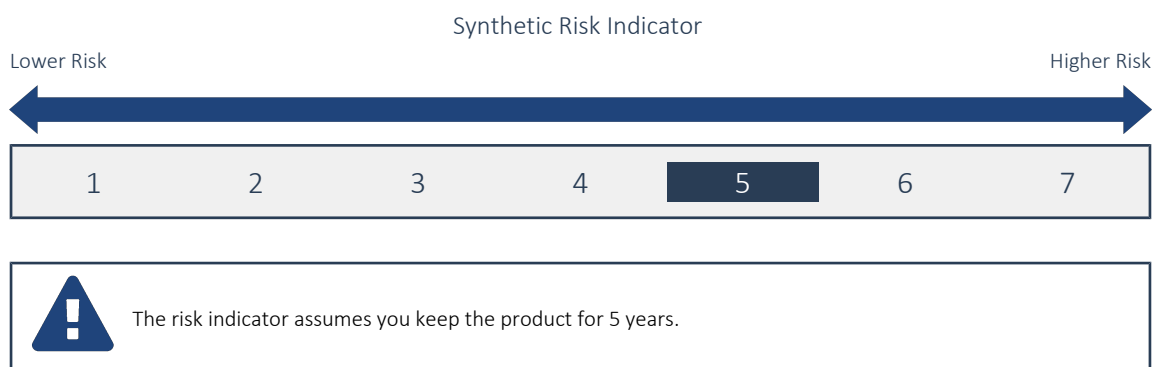 Synthetic Risk Indicator
Lower Risk Higher Risk
1 2 3 4 5 6 7
The risk indicator assumes you keep the product for 5 years.